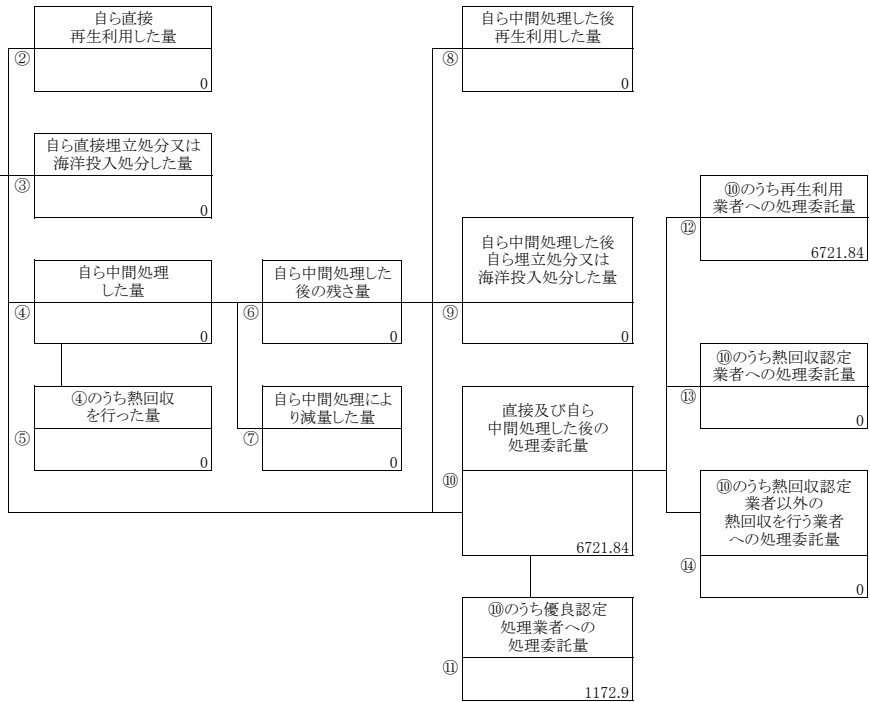 自ら直接
再生利用した量
②
0
自ら直接埋立処分又は
海洋投入処分した量
③
0
自ら中間処理
した量
④
0
④のうち熱回収
を行った量
⑤
0
自ら中間処理した
後の残さ量
⑥
0
自ら中間処理によ
り減量した量
⑦
0
自ら中間処理した後
再生利用した量
⑧
0
自ら中間処理した後
自ら埋立処分又は
海洋投入処分した量
⑨
0
直接及び自ら
中間処理した後の
処理委託量
⑩
6721.84
⑩のうち優良認定
処理業者への
処理委託量
⑪
1172.9
⑩のうち再生利用
業者への処理委託量
⑫
6721.84
⑩のうち熱回収認定
業者への処理委託量
⑬
0
⑩のうち熱回収認定
業者以外の
熱回収を行う業者
への処理委託量
⑭
0